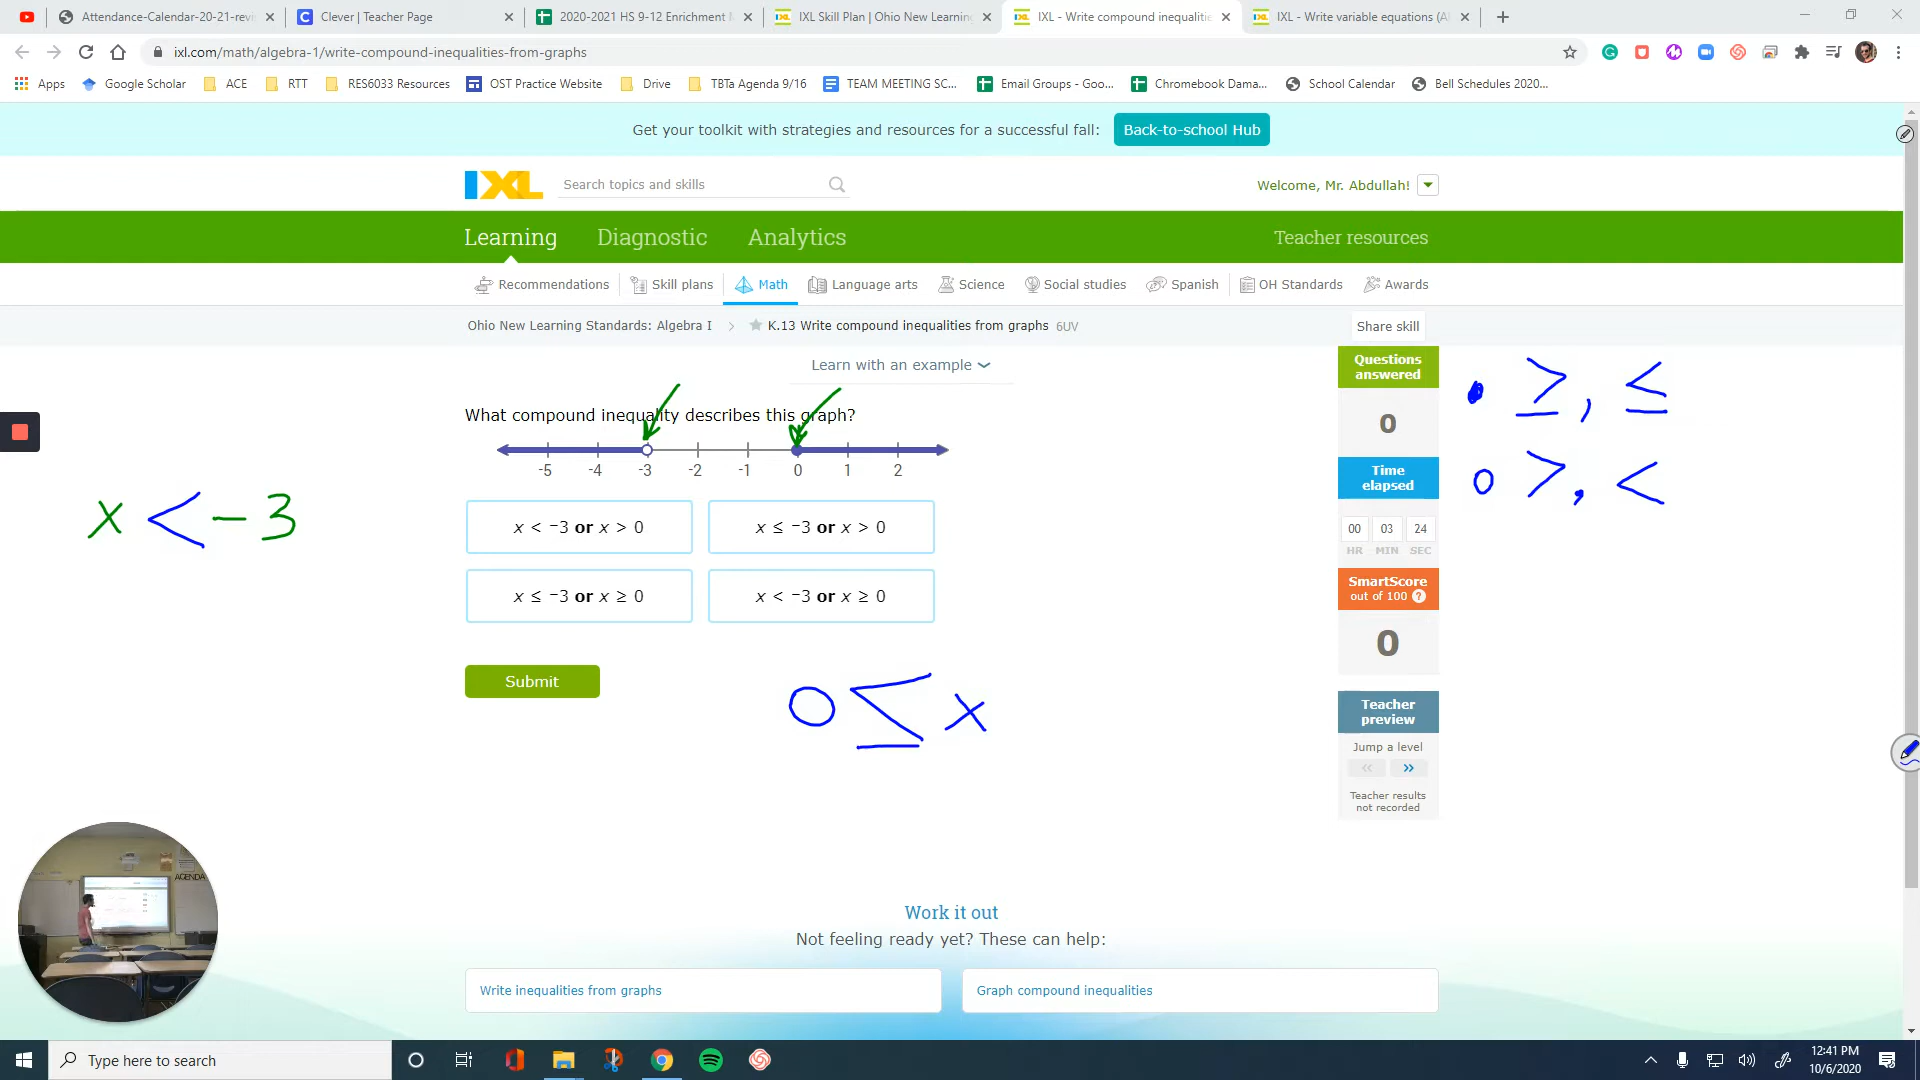 Attendance-Calendar-20-21-revis
Clever | Teacher Page
2020-2021 HS 9-12 Enrichment M
IXL Skill Plan | Ohio New Learning
IXL - Write compound inequalitie
IXL - Write variable equations (Al
ixl.com/math/algebra-1/write-compound-inequalities-from-graphs
Apps Google Scholar ACE RTT RES6033 Resources OST Practice Website Drive TBTa Agenda 9/16 TEAM MEETING SC... Email Groups - Goo... Chromebook Dama... School Calendar Bell Schedules 2020...
Get your toolkit with strategies and resources for a successful fall: Back-to-school Hub
IXL Search topics and skills Welcome, Mr. Abdullah!
Learning Diagnostic Analytics Teacher resources
Recommendations Skill plans Math Language arts Science Social studies Spanish OH Standards Awards
Ohio New Learning Standards: Algebra I > K.13 Write compound inequalities from graphs 6UV Share skill
Learn with an example
What compound inequality describes this graph?
-5 -4 -3 -2 -1 0 1 2
x < -3 or x > 0
x ≤ -3 or x > 0
x ≤ -3 or x ≥ 0
x < -3 or x ≥ 0
Submit
x < -3
0 ≤ x
Questions
answered
0
Time
elapsed
00 03 24
HR MIN SEC
SmartScore
out of 100 ?
0
Teacher
preview
Jump a level
<< >>
Teacher results
not recorded
• ≥, ≤
o >, <
AGENDA
Work it out
Not feeling ready yet? These can help:
Write inequalities from graphs
Graph compound inequalities
Type here to search
12:41 PM
10/6/2020